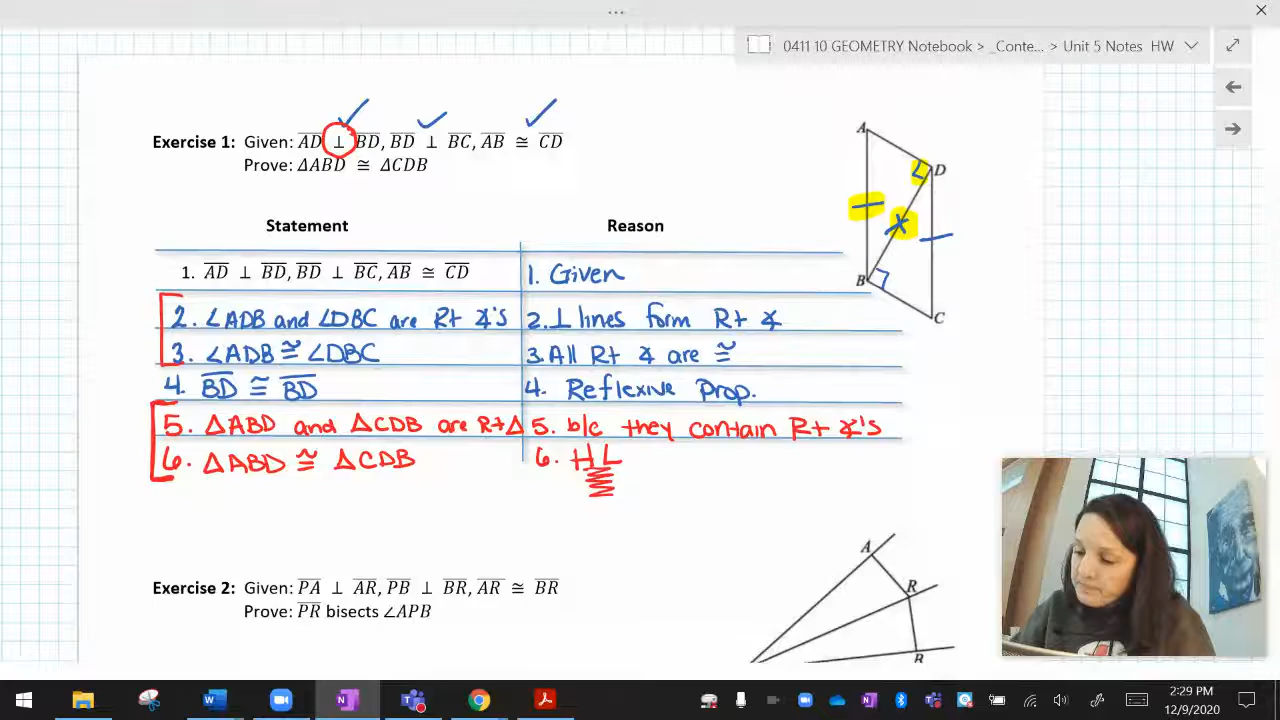 0411 10 GEOMETRY Notebook > _Conte... > Unit 5 Notes HW
Exercise 1: Given: AD ⊥ BD, BD ⊥ BC, AB ≅ CD
Prove: ΔABD ≅ ΔCDB
A
D
B
C
Statement Reason
1. AD ⊥ BD, BD ⊥ BC, AB ≅ CD 1. Given
2. ∠ADB and ∠DBC are Rt ∡'s 2. ⊥ lines form Rt ∡
3. ∠ADB ≅ ∠DBC 3. All Rt ∡ are ≅
4. BD ≅ BD 4. Reflexive Prop.
5. ΔABD and ΔCDB are Rt Δ 5. b/c they contain Rt ∡'s
6. ΔABD ≅ ΔCDB 6. HL
Exercise 2: Given: PA ⊥ AR, PB ⊥ BR, AR ≅ BR
Prove: PR bisects ∠APB
A
R
2:29 PM
12/9/2020